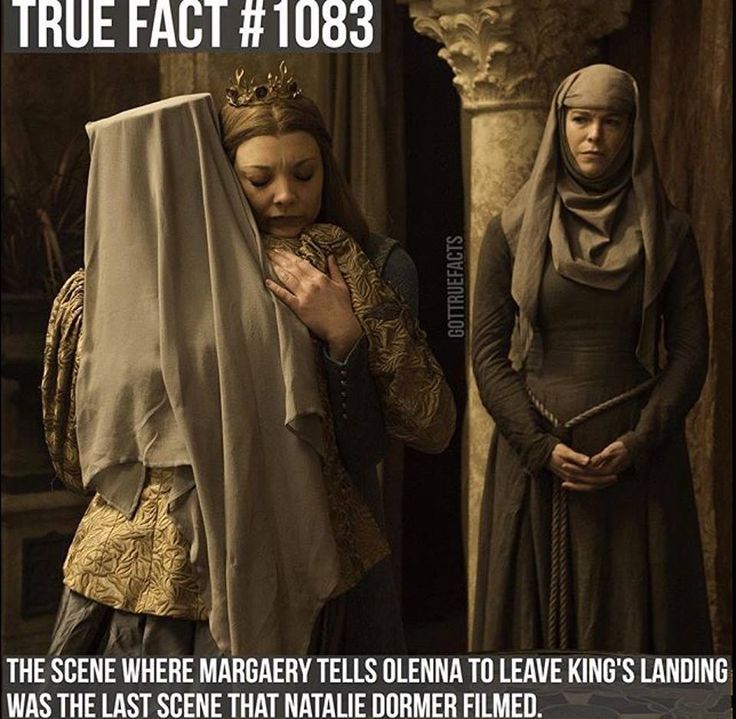 TRUE FACT #1083
GOTTRUEFACTS
THE SCENE WHERE MARGAERY TELLS OLENNA TO LEAVE KING'S LANDING
WAS THE LAST SCENE THAT NATALIE DORMER FILMED.